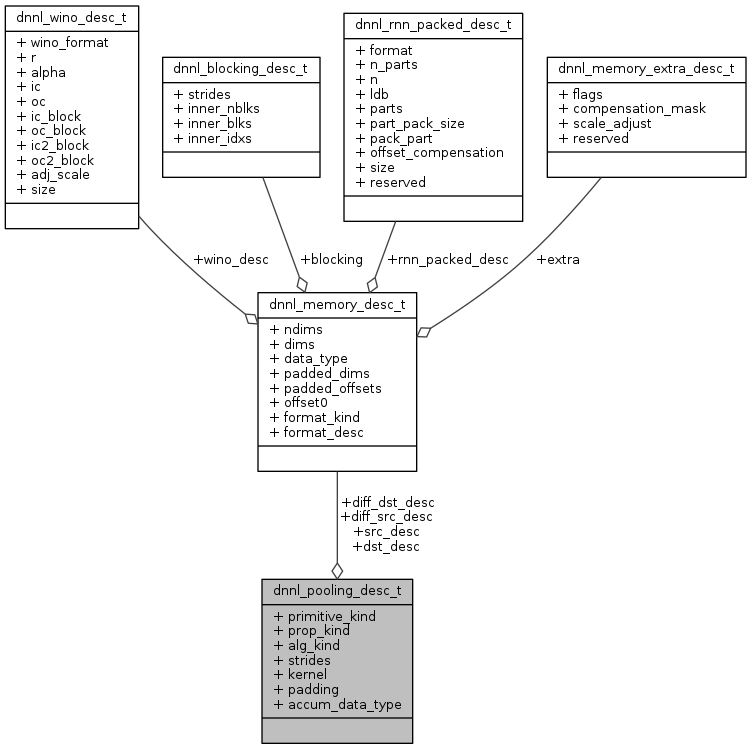 dnnl_wino_desc_t
+ wino_format
+ r
+ alpha
+ ic
+ oc
+ ic_block
+ oc_block
+ ic2_block
+ oc2_block
+ adj_scale
+ size
dnnl_blocking_desc_t
+ strides
+ inner_nblks
+ inner_blks
+ inner_idxs
dnnl_rnn_packed_desc_t
+ format
+ n_parts
+ n
+ ldb
+ parts
+ part_pack_size
+ pack_part
+ offset_compensation
+ size
+ reserved
dnnl_memory_extra_desc_t
+ flags
+ compensation_mask
+ scale_adjust
+ reserved
+wino_desc
+blocking
+rnn_packed_desc
+extra
dnnl_memory_desc_t
+ ndims
+ dims
+ data_type
+ padded_dims
+ padded_offsets
+ offset0
+ format_kind
+ format_desc
+diff_dst_desc
+diff_src_desc
+src_desc
+dst_desc
dnnl_pooling_desc_t
+ primitive_kind
+ prop_kind
+ alg_kind
+ strides
+ kernel
+ padding
+ accum_data_type